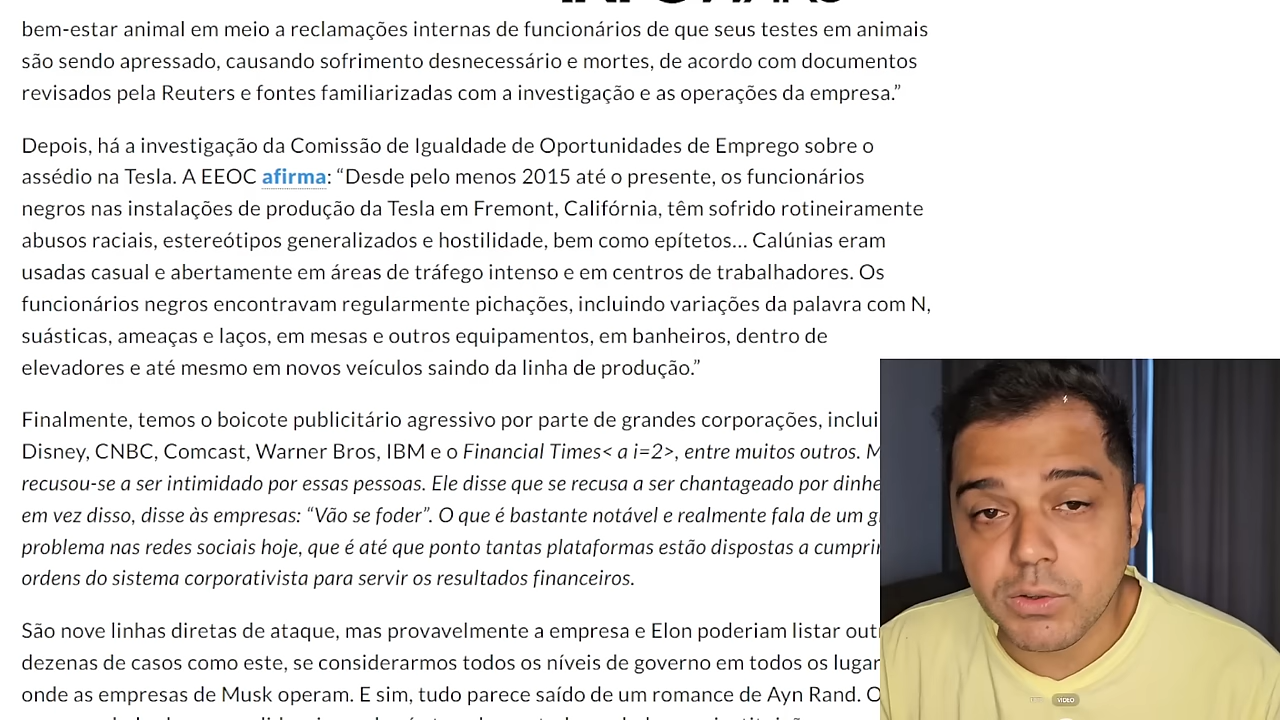 bem-estar animal em meio a reclamações internas de funcionários de que seus testes em animais
são sendo apressado, causando sofrimento desnecessário e mortes, de acordo com documentos
revisados pela Reuters e fontes familiarizadas com a investigação e as operações da empresa.”
Depois, há a investigação da Comissão de Igualdade de Oportunidades de Emprego sobre o
assédio na Tesla. A EEOC afirma: “Desde pelo menos 2015 até o presente, os funcionários
negros nas instalações de produção da Tesla em Fremont, Califórnia, têm sofrido rotineiramente
abusos raciais, estereótipos generalizados e hostilidade, bem como epítetos... Calúnias eram
usadas casual e abertamente em áreas de tráfego intenso e em centros de trabalhadores. Os
funcionários negros encontravam regularmente pichações, incluindo variações da palavra com N,
suásticas, ameaças e laços, em mesas e outros equipamentos, em banheiros, dentro de
elevadores e até mesmo em novos veículos saindo da linha de produção.”
Finalmente, temos o boicote publicitário agressivo por parte de grandes corporações, inclui
Disney, CNBC, Comcast, Warner Bros, IBM e o Financial Times< a i=2>, entre muitos outros. M
recusou-se a ser intimidado por essas pessoas. Ele disse que se recusa a ser chantageado por dinhe
em vez disso, disse às empresas: “Vão se foder”. O que é bastante notável e realmente fala de um g
problema nas redes sociais hoje, que é até que ponto tantas plataformas estão dispostas a cumprir
ordens do sistema corporativista para servir os resultados financeiros.
São nove linhas diretas de ataque, mas provavelmente a empresa e Elon poderiam listar out
dezenas de casos como este, se considerarmos todos os níveis de governo em todos os lugar
onde as empresas de Musk operam. E sim, tudo parece saído de um romance de Ayn Rand. O
VIDEO